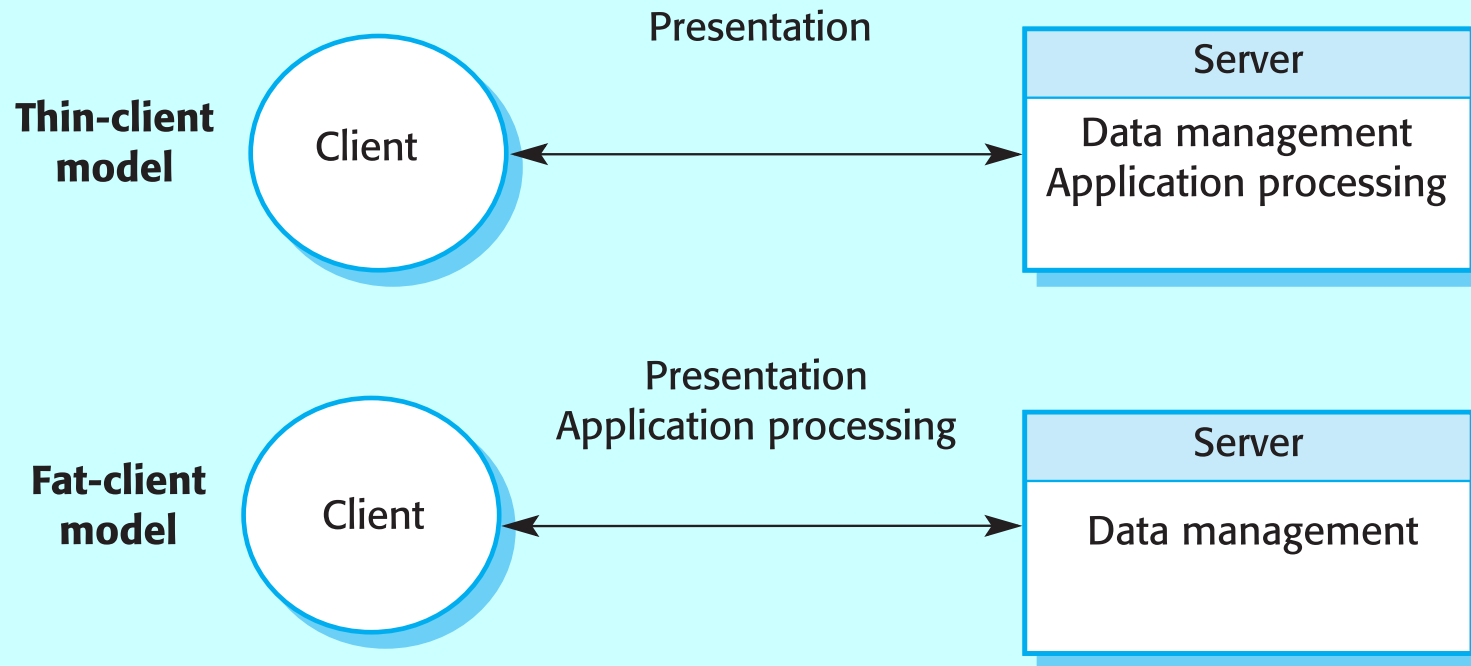 Presentation
Thin-client
model
Client
Server
Data management
Application processing
Presentation
Application processing
Fat-client
model
Client
Server
Data management